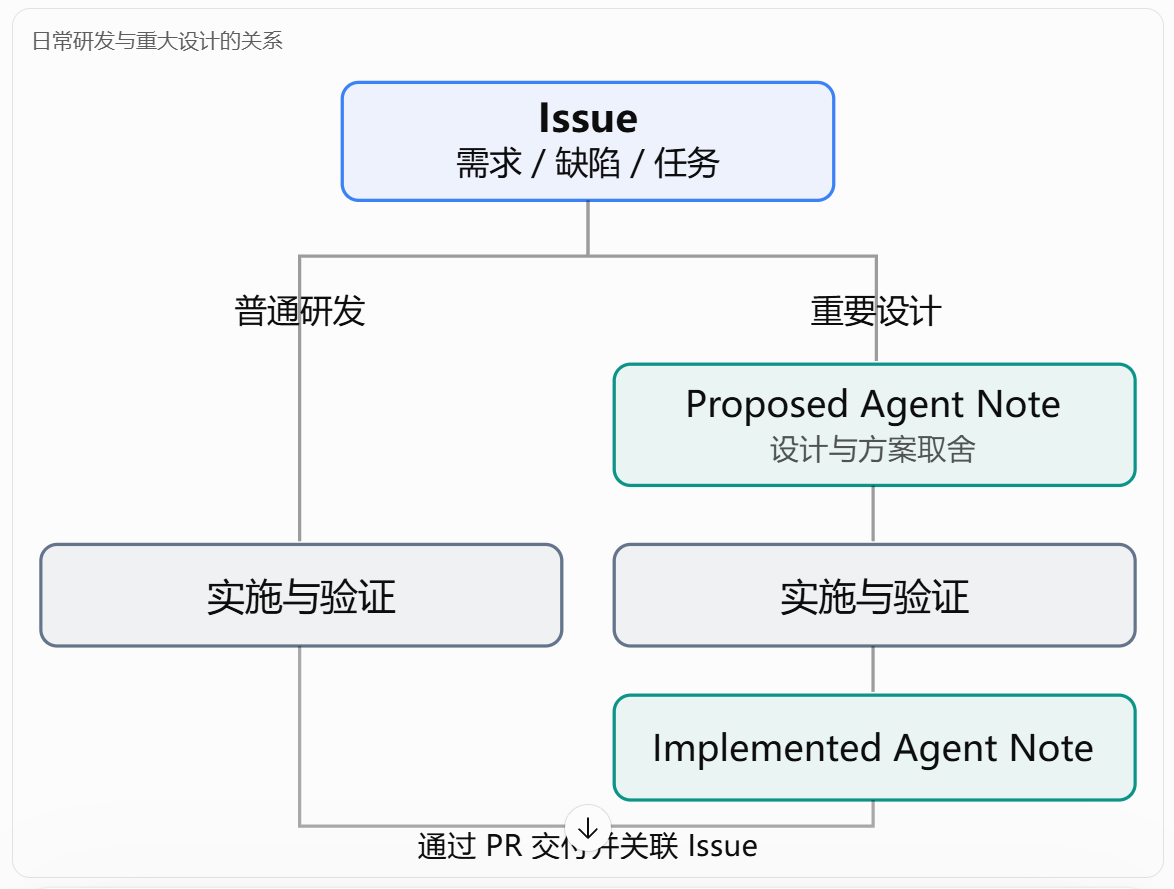 日常研发与重大设计的关系
Issue
需求 / 缺陷 / 任务
普通研发
重要设计
Proposed Agent Note
设计与方案取舍
实施与验证
实施与验证
Implemented Agent Note
通过 PR 交付并关联 Issue